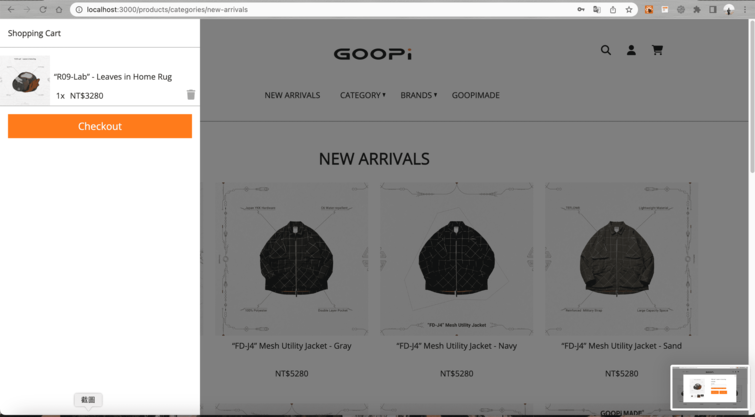 localhost:3000/products/categories/new-arrivals
Shopping Cart
“R09-Lab” - Leaves in Home Rug
1x NT$3280
Checkout
GOOPi
NEW ARRIVALS
CATEGORY ▾
BRANDS ▾
GOOPIMADE
NEW ARRIVALS
"FD-J4" Mesh Utility Jacket
“FD-J4” Mesh Utility Jacket - Gray
“FD-J4” Mesh Utility Jacket - Navy
“FD-J4” Mesh Utility Jacket - Sand
NT$5280
NT$5280
NT$5280
截圖
GOOPi MADE